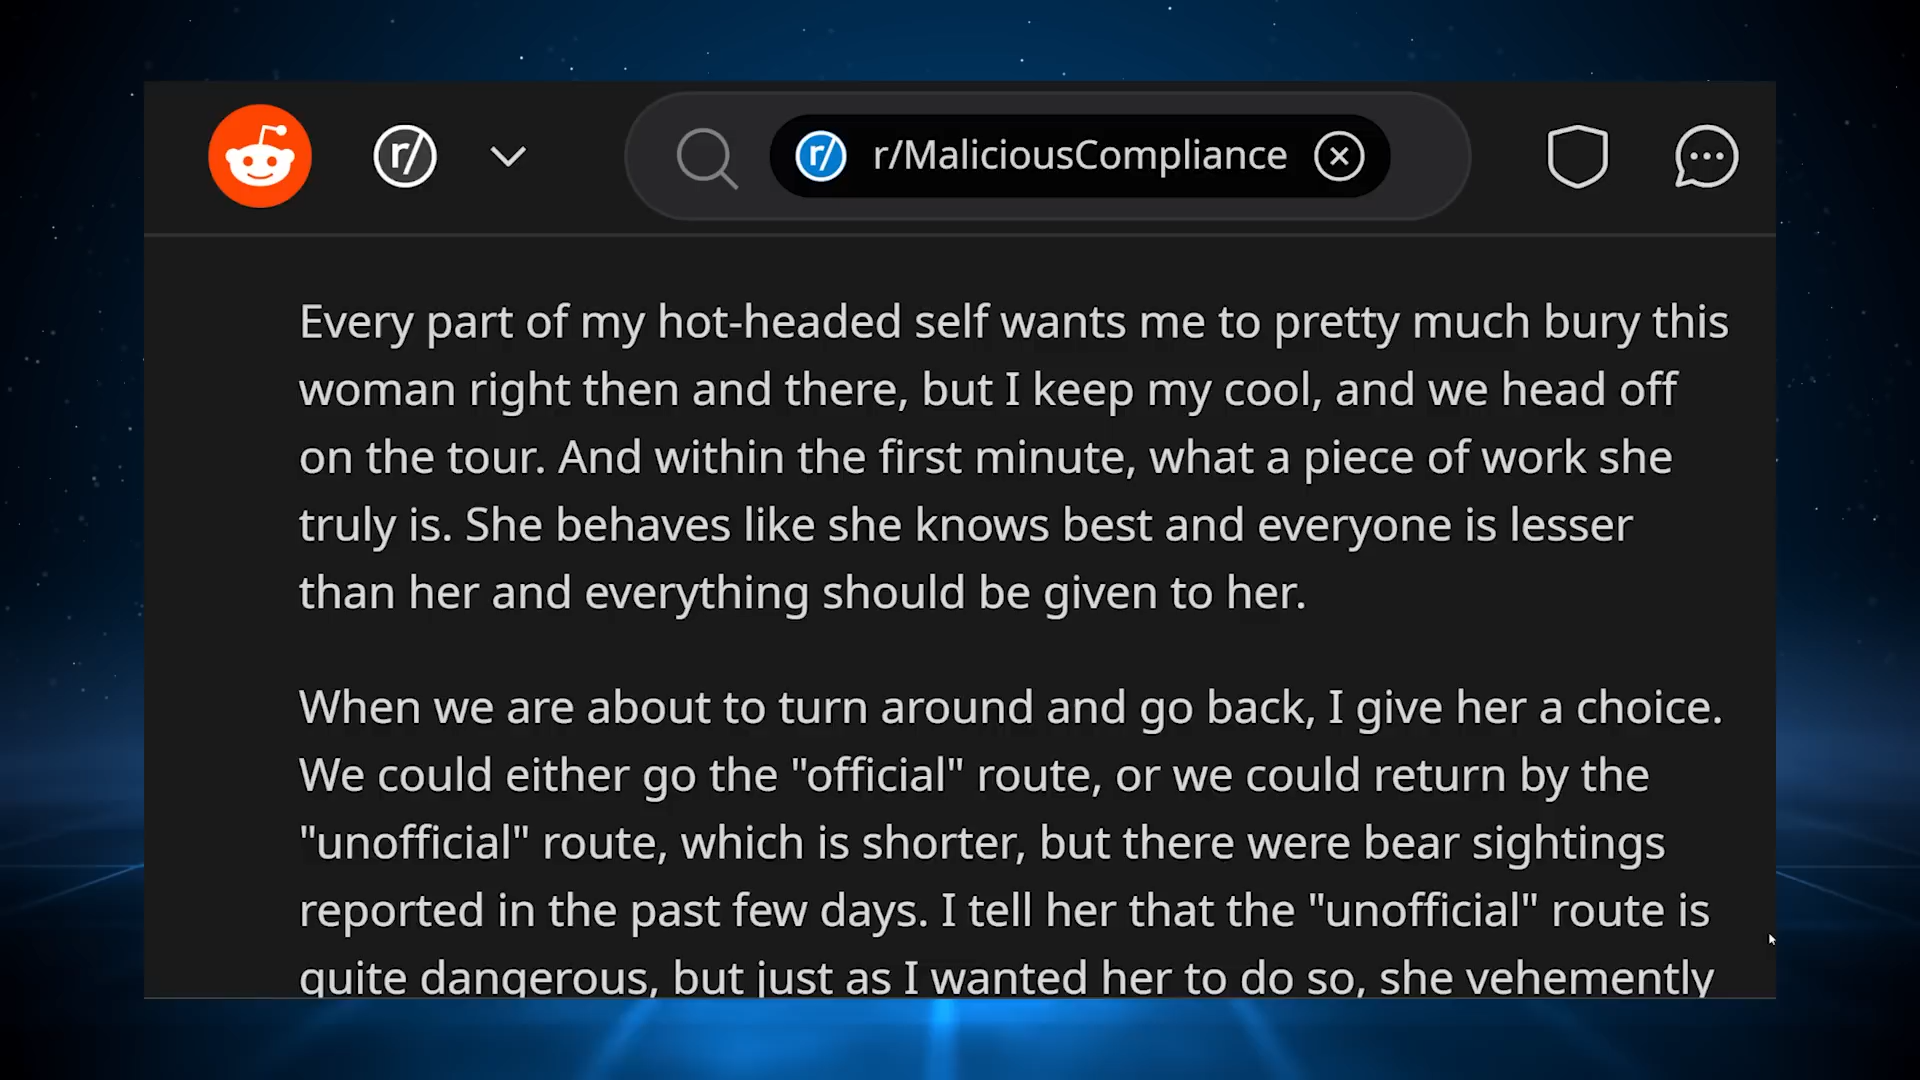 r/ r/ r/MaliciousCompliance
Every part of my hot-headed self wants me to pretty much bury this
woman right then and there, but I keep my cool, and we head off
on the tour. And within the first minute, what a piece of work she
truly is. She behaves like she knows best and everyone is lesser
than her and everything should be given to her.
When we are about to turn around and go back, I give her a choice.
We could either go the "official" route, or we could return by the
"unofficial" route, which is shorter, but there were bear sightings
reported in the past few days. I tell her that the "unofficial" route is
quite dangerous, but just as I wanted her to do so, she vehemently